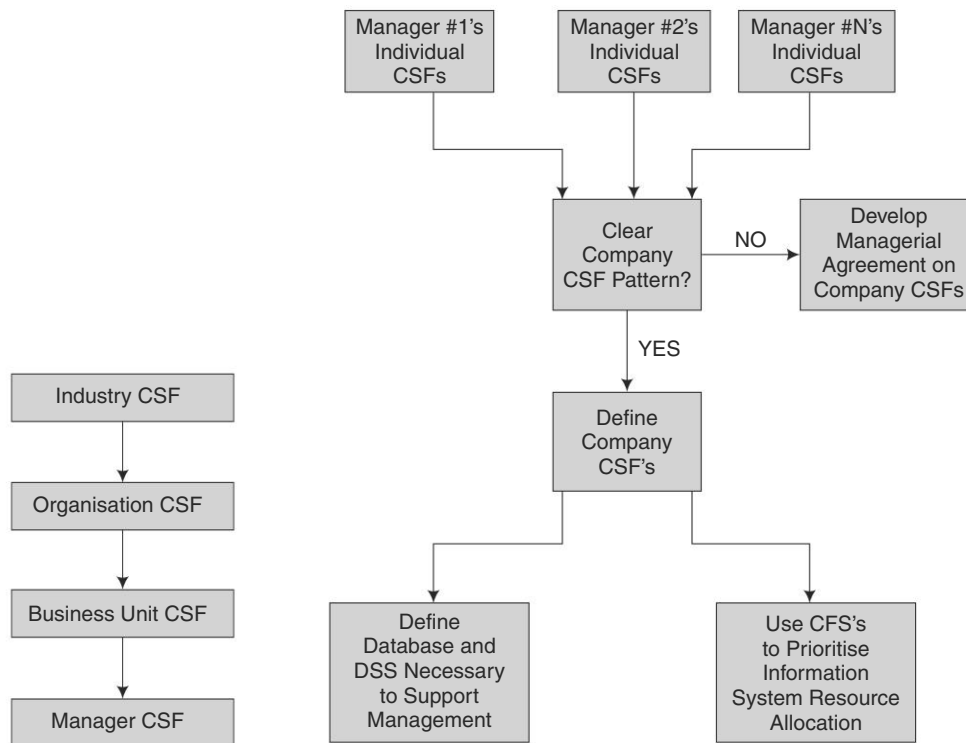 Manager #1's
Individual
CSFs
Manager #2's
Individual
CSFs
Manager #N's
Individual
CSFs
Clear
Company
CSF Pattern?
NO
Develop
Managerial
Agreement on
Company CSFs
YES
Define
Company
CSF's
Define
Database and
DSS Necessary
to Support
Management
Use CFS's
to Prioritise
Information
System Resource
Allocation
Industry CSF
Organisation CSF
Business Unit CSF
Manager CSF